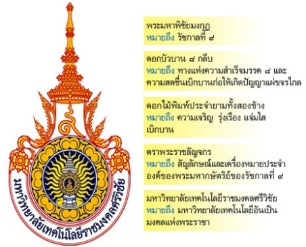 พระมหาพิชัยมงกุฎ
หมายถึง รัชกาลที่ ๙
ดอกบัวบาน ๘ กลีบ
หมายถึง ทางแห่งความสำเร็จมรรค ๘ และ
ความสดชื่นเบิกบานก่อให้เกิดปัญญาแผ่ขจรไกล
ดอกไม้ทิพย์ประจำยามทั้งสองข้าง
หมายถึง ความเจริญ รุ่งเรือง แจ่มใส
เบิกบาน
ตราพระราชลัญจกร
หมายถึง สัญลักษณ์และเครื่องหมายประจำ
องค์ของพระมหากษัตริย์ของรัชกาลที่ ๙
มหาวิทยาลัยเทคโนโลยีราชมงคลศรีวิชัย
หมายถึง มหาวิทยาลัยเทคโนโลยีอันเป็น
มงคลแห่งพระราชา
มหาวิทยาลัยเทคโนโลยีราชมงคลศรีวิชัย